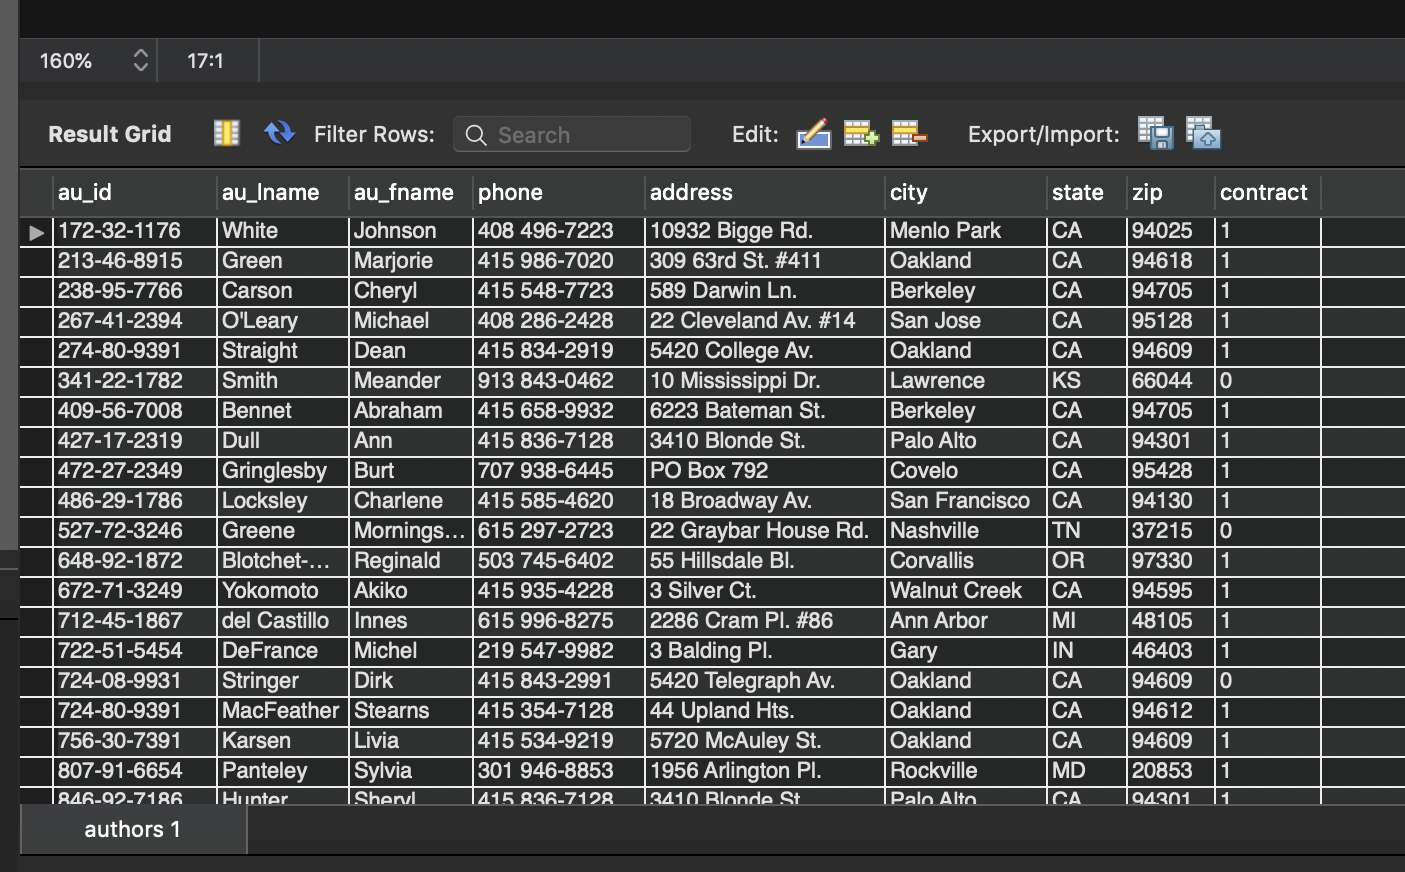 160% 17:1
Result Grid Filter Rows: Search Edit: Export/Import:
au_id au_lname au_fname phone address city state zip contract
172-32-1176 White Johnson 408 496-7223 10932 Bigge Rd. Menlo Park CA 94025 1
213-46-8915 Green Marjorie 415 986-7020 309 63rd St. #411 Oakland CA 94618 1
238-95-7766 Carson Cheryl 415 548-7723 589 Darwin Ln. Berkeley CA 94705 1
267-41-2394 O'Leary Michael 408 286-2428 22 Cleveland Av. #14 San Jose CA 95128 1
274-80-9391 Straight Dean 415 834-2919 5420 College Av. Oakland CA 94609 1
341-22-1782 Smith Meander 913 843-0462 10 Mississippi Dr. Lawrence KS 66044 0
409-56-7008 Bennet Abraham 415 658-9932 6223 Bateman St. Berkeley CA 94705 1
427-17-2319 Dull Ann 415 836-7128 3410 Blonde St. Palo Alto CA 94301 1
472-27-2349 Gringlesby Burt 707 938-6445 PO Box 792 Covelo CA 95428 1
486-29-1786 Locksley Charlene 415 585-4620 18 Broadway Av. San Francisco CA 94130 1
527-72-3246 Greene Mornings... 615 297-2723 22 Graybar House Rd. Nashville TN 37215 0
648-92-1872 Blotchet-... Reginald 503 745-6402 55 Hillsdale Bl. Corvallis OR 97330 1
672-71-3249 Yokomoto Akiko 415 935-4228 3 Silver Ct. Walnut Creek CA 94595 1
712-45-1867 del Castillo Innes 615 996-8275 2286 Cram Pl. #86 Ann Arbor MI 48105 1
722-51-5454 DeFrance Michel 219 547-9982 3 Balding Pl. Gary IN 46403 1
724-08-9931 Stringer Dirk 415 843-2991 5420 Telegraph Av. Oakland CA 94609 0
724-80-9391 MacFeather Stearns 415 354-7128 44 Upland Hts. Oakland CA 94612 1
756-30-7391 Karsen Livia 415 534-9219 5720 McAuley St. Oakland CA 94609 1
807-91-6654 Panteley Sylvia 301 946-8853 1956 Arlington Pl. Rockville MD 20853 1
846-92-7186 Hunter Sheryl 415 836-7128 3410 Blonde St. Palo Alto CA 94301 1
authors 1